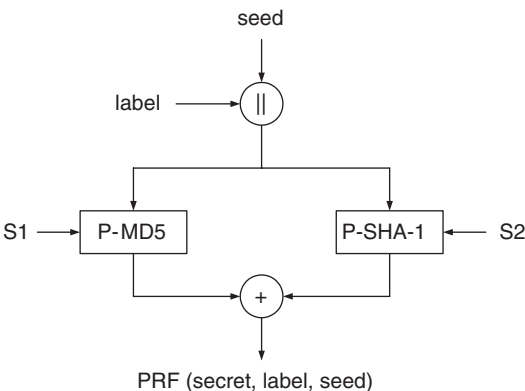 seed
label
||
S1
P-MD5
P-SHA-1
S2
+
PRF (secret, label, seed)